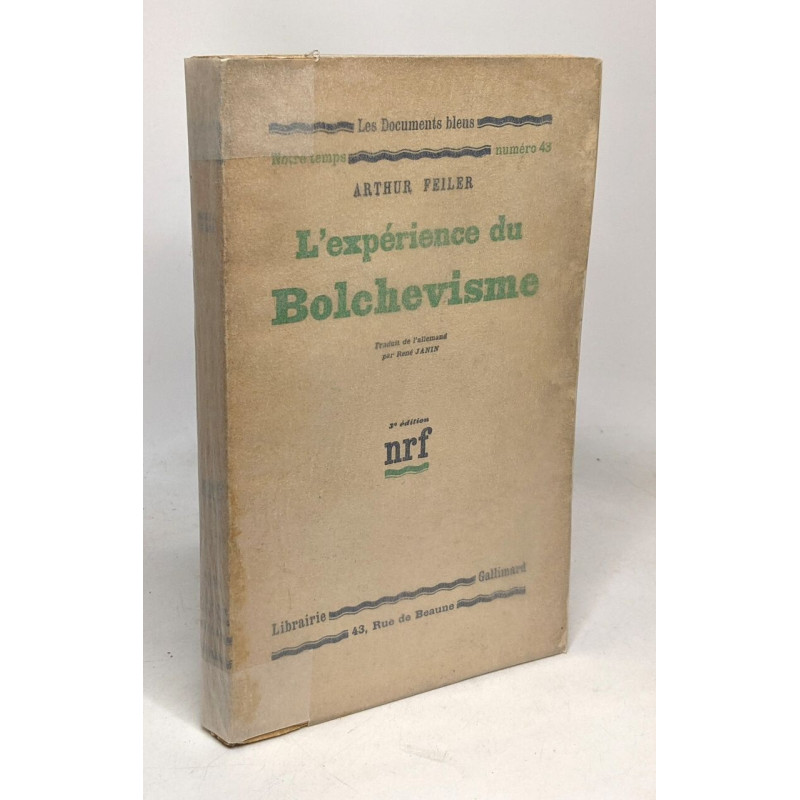 Les Documents bleus
Notre temps numéro 43
ARTHUR FEILER
L'expérience du
Bolchevisme
Traduit de l'allemand
par René JANIN
3e édition
nrf
Librairie Gallimard
43, Rue de Beaune